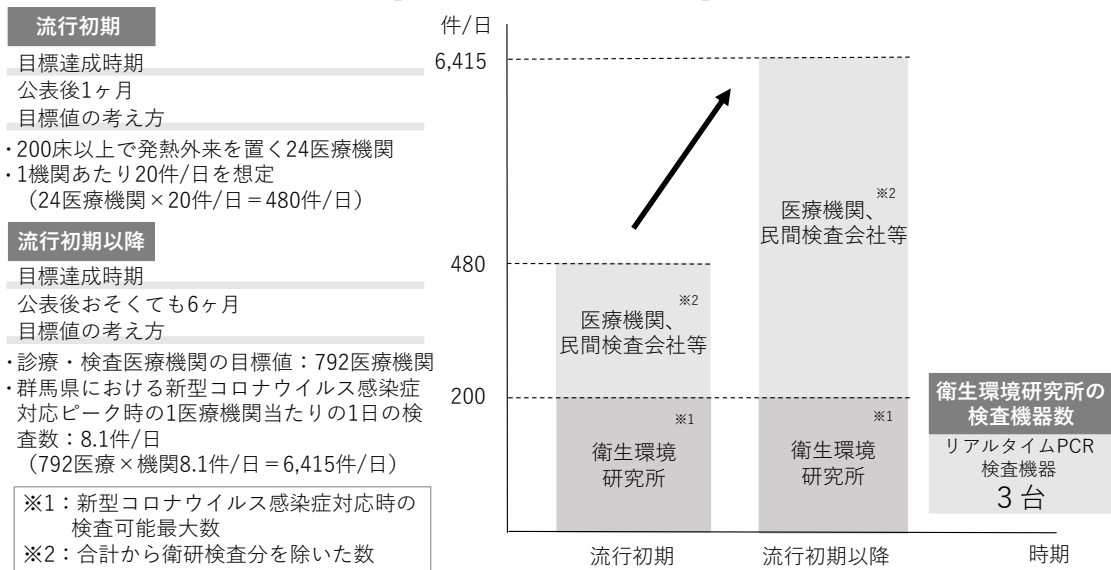 流行初期
目標達成時期
公表後1ヶ月
目標値の考え方
・200床以上で発熱外来を置く24医療機関
・1機関あたり20件/日を想定
（24医療機関×20件/日＝480件/日）
流行初期以降
目標達成時期
公表後おそくても6ヶ月
目標値の考え方
・診療・検査医療機関の目標値：792医療機関
・群馬県における新型コロナウイルス感染症
対応ピーク時の1医療機関当たりの1日の検
査数：8.1件/日
（792医療×機関8.1件/日＝6,415件/日）
※1：新型コロナウイルス感染症対応時の
検査可能最大数
※2：合計から衛研検査分を除いた数
件/日
6,415
480
200
※2
医療機関、
民間検査会社等
※1
衛生環境
研究所
※2
医療機関、
民間検査会社等
※1
衛生環境
研究所
流行初期
流行初期以降
時期
衛生環境研究所の
検査機器数
リアルタイムPCR
検査機器
3台